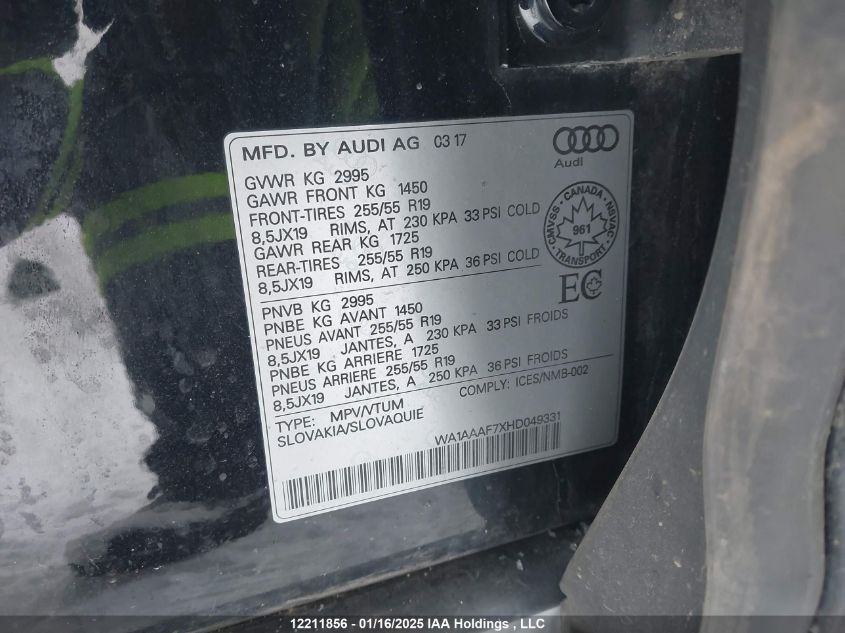 MFD. BY AUDI AG 03 17
Audi
GVWR KG 2995
GAWR FRONT KG 1450
FRONT-TIRES 255/55 R19
8,5JX19 RIMS, AT 230 KPA 33 PSI COLD
GAWR REAR KG 1725
REAR-TIRES 255/55 R19
8,5JX19 RIMS, AT 250 KPA 36 PSI COLD
CMVSS - CANADA - NSVAC
961
TRANSPORT
EC
PNVB KG 2995
PNBE KG AVANT 1450
PNEUS AVANT 255/55 R19
8,5JX19 JANTES, A 230 KPA 33 PSI FROIDS
PNBE KG ARRIERE 1725
PNEUS ARRIERE 255/55 R19
8,5JX19 JANTES, A 250 KPA 36 PSI FROIDS
TYPE: MPV/VTUM COMPLY: ICES/NMB-002
SLOVAKIA/SLOVAQUIE
WA1AAAF7XHD049331
12211856 - 01/16/2025 IAA Holdings , LLC